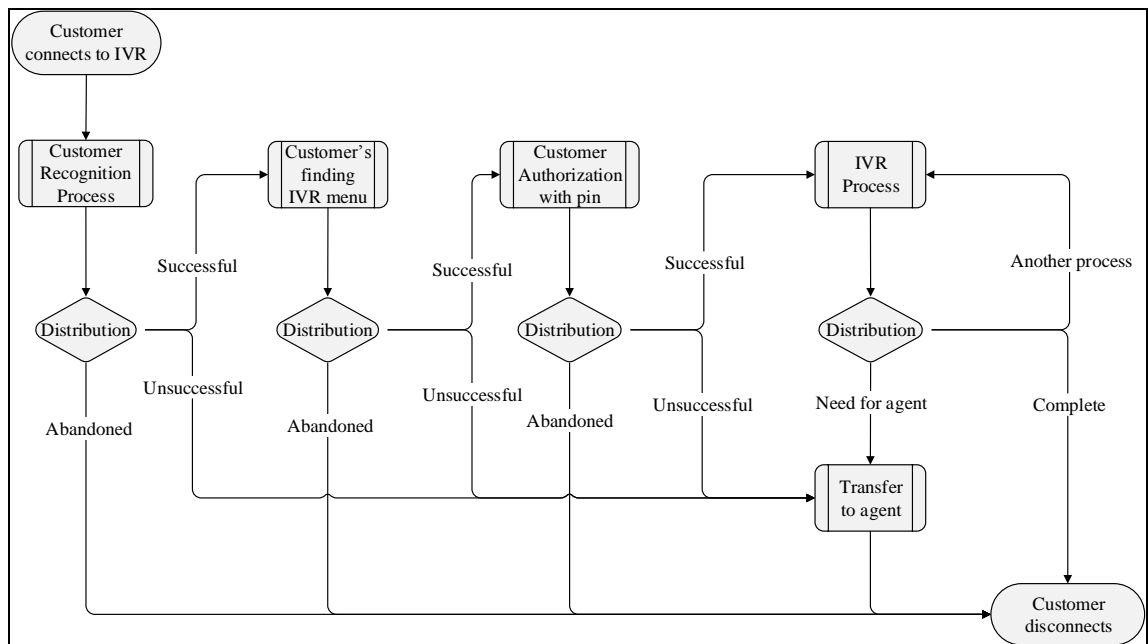 Customer
connects to IVR
Customer
Recognition
Process
Customer's
finding
IVR menu
Customer
Authorization
with pin
IVR
Process
Successful
Successful
Successful
Another process
Distribution
Distribution
Distribution
Distribution
Unsuccessful
Unsuccessful
Unsuccessful
Need for agent
Complete
Abandoned
Abandoned
Abandoned
Transfer
to agent
Customer
disconnects